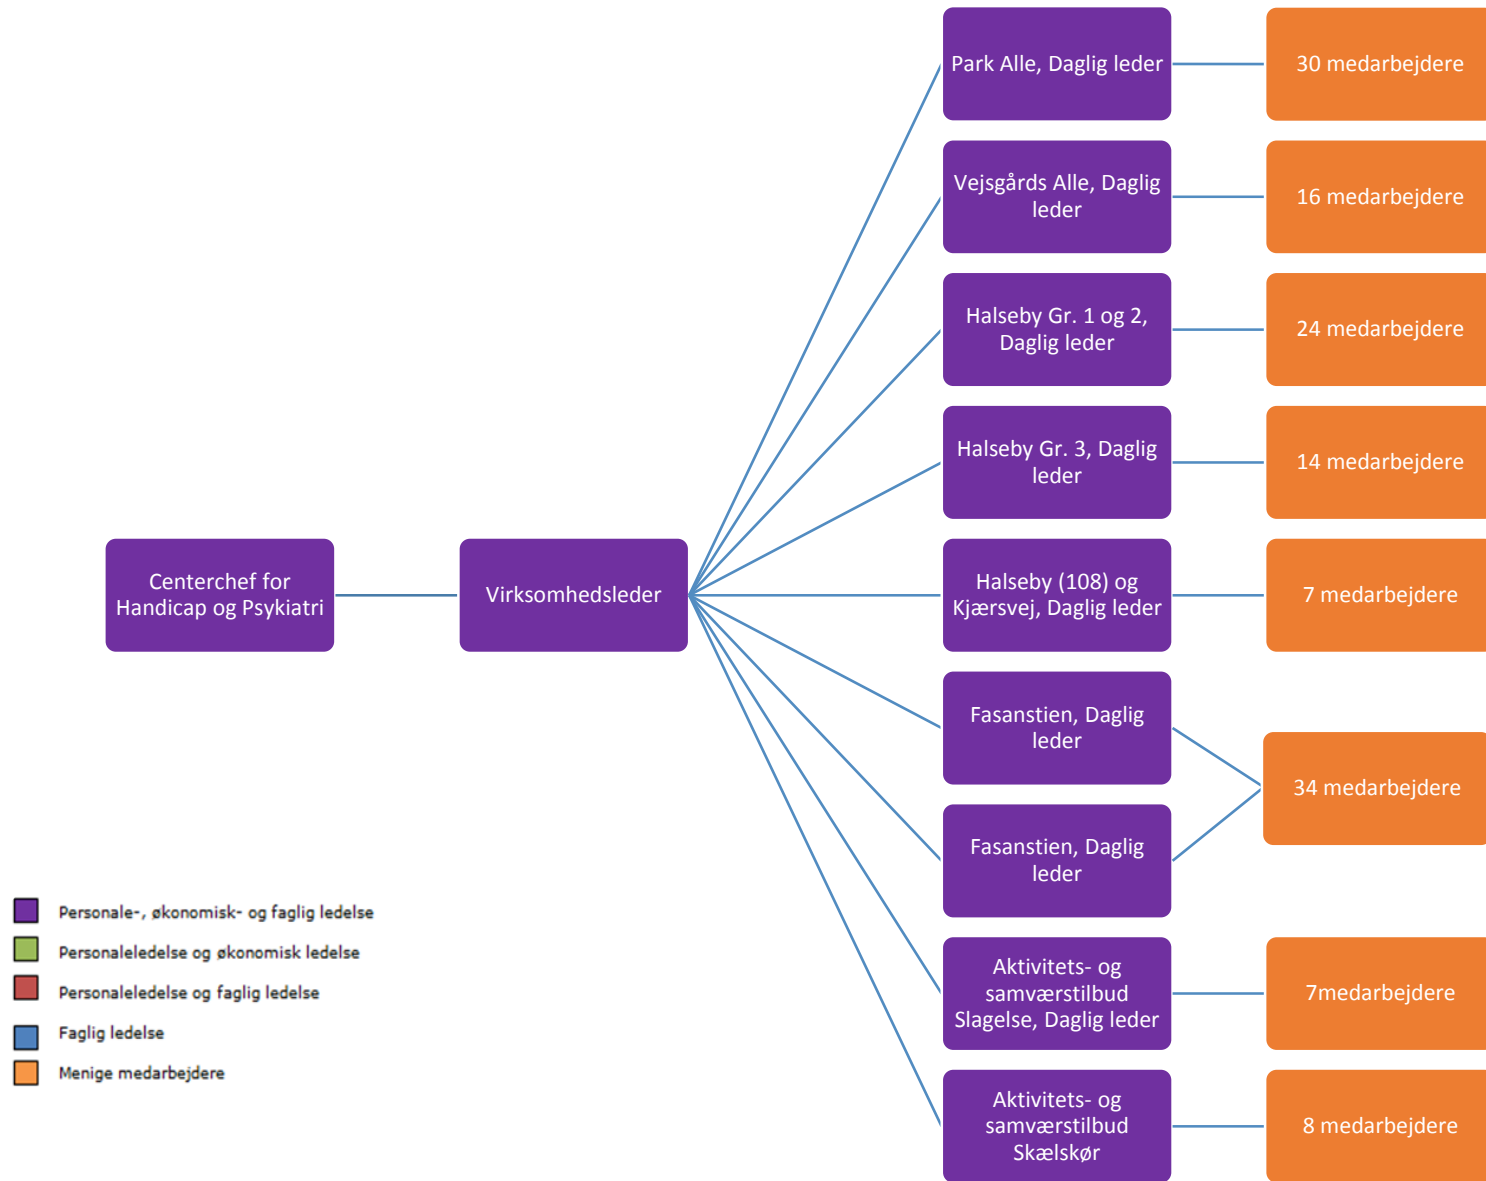 Park Alle, Daglig leder
30 medarbejdere
Vejsgårds Alle, Daglig
leder
16 medarbejdere
Halseby Gr. 1 og 2,
Daglig leder
24 medarbejdere
Halseby Gr. 3, Daglig
leder
14 medarbejdere
Centerchef for
Handicap og Psykiatri
Virksomhedsleder
Halseby (108) og
Kjærsvej, Daglig leder
7 medarbejdere
Fasanstien, Daglig
leder
Fasanstien, Daglig
leder
34 medarbejdere
Aktivitets- og
samværstilbud
Slagelse, Daglig leder
7medarbejdere
Aktivitets- og
samværstilbud
Skælskør
8 medarbejdere
Personale-, økonomisk- og faglig ledelse
Personaleledelse og økonomisk ledelse
Personaleledelse og faglig ledelse
Faglig ledelse
Menige medarbejdere